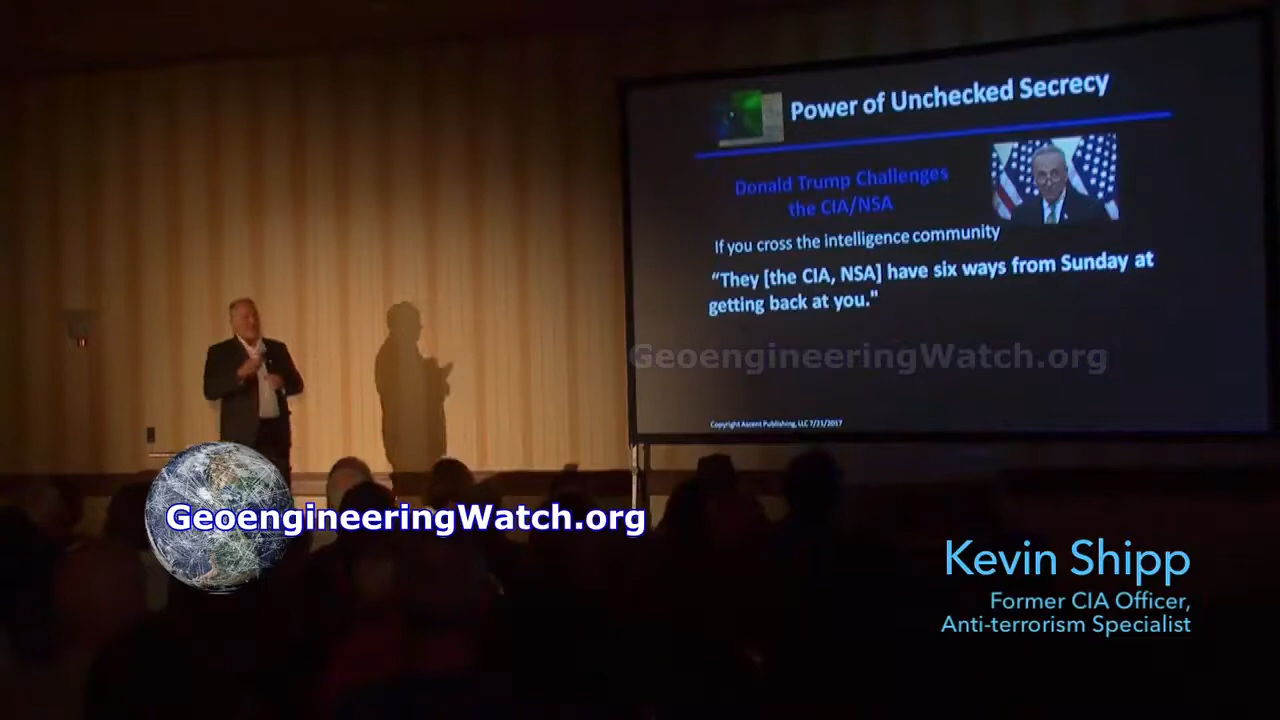 Power of Unchecked Secrecy
Donald Trump Challenges
the CIA/NSA
If you cross the intelligence community
“They [the CIA, NSA] have six ways from Sunday at
getting back at you."
GeoengineeringWatch.org
Copyright Ascent Publishing, LLC 7/21/2017
GeoengineeringWatch.org
Kevin Shipp
Former CIA Officer,
Anti-terrorism Specialist